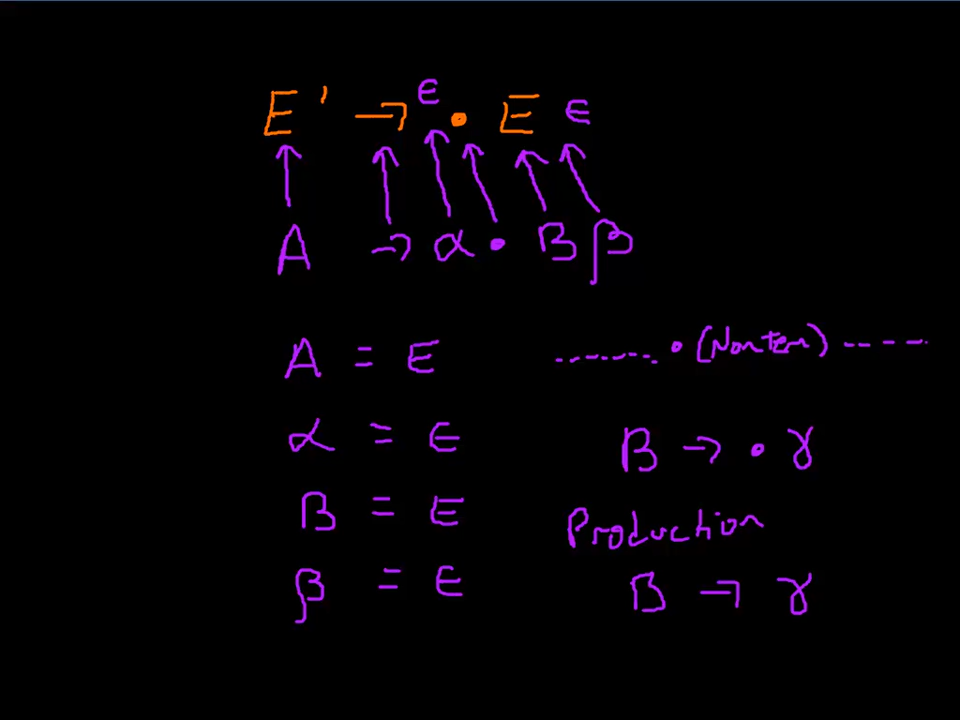 E' → ϵ • E ϵ
A → α • B β
A = E
------- • (Nonterm) -----
α = ϵ
B → • γ
B = E
Production
β = ϵ
B → γ